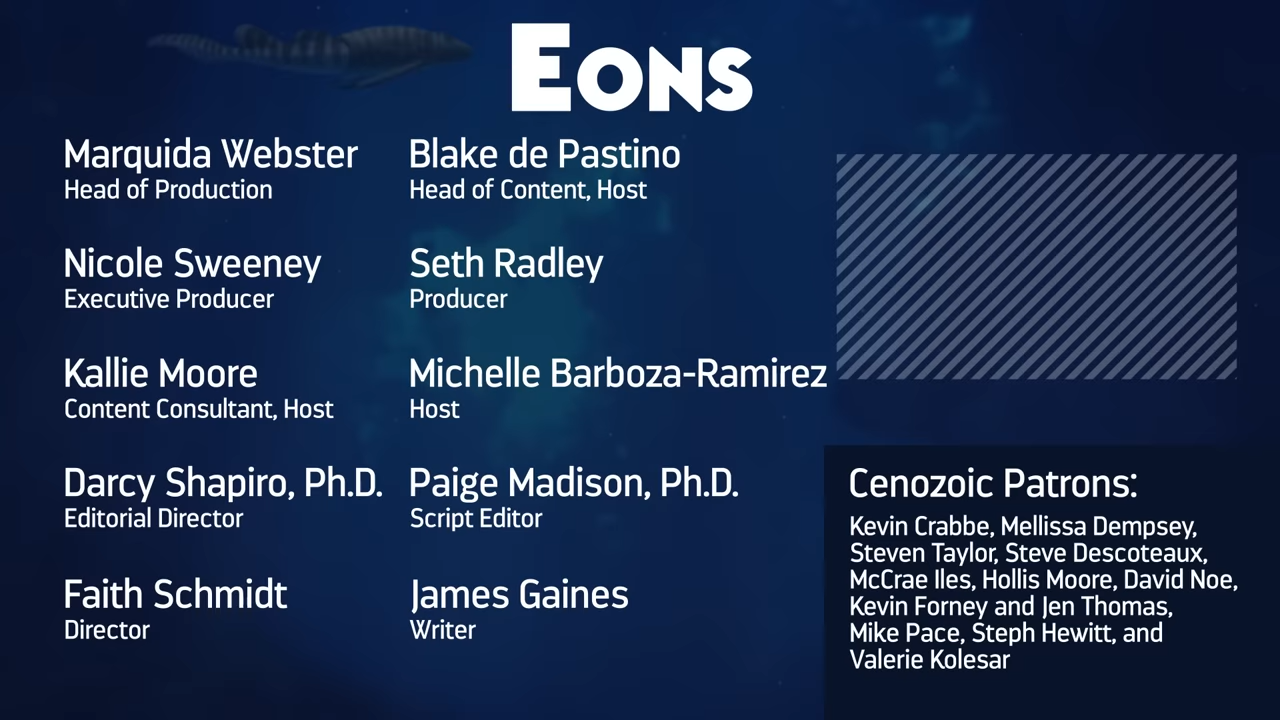 Eons
Marquida Webster
Head of Production
Blake de Pastino
Head of Content, Host
Nicole Sweeney
Executive Producer
Seth Radley
Producer
Kallie Moore
Content Consultant, Host
Michelle Barboza-Ramirez
Host
Darcy Shapiro, Ph.D.
Editorial Director
Paige Madison, Ph.D.
Script Editor
Faith Schmidt
Director
James Gaines
Writer
Cenozoic Patrons:
Kevin Crabbe, Mellissa Dempsey,
Steven Taylor, Steve Descoteaux,
McCrae Iles, Hollis Moore, David Noe,
Kevin Forney and Jen Thomas,
Mike Pace, Steph Hewitt, and
Valerie Kolesar